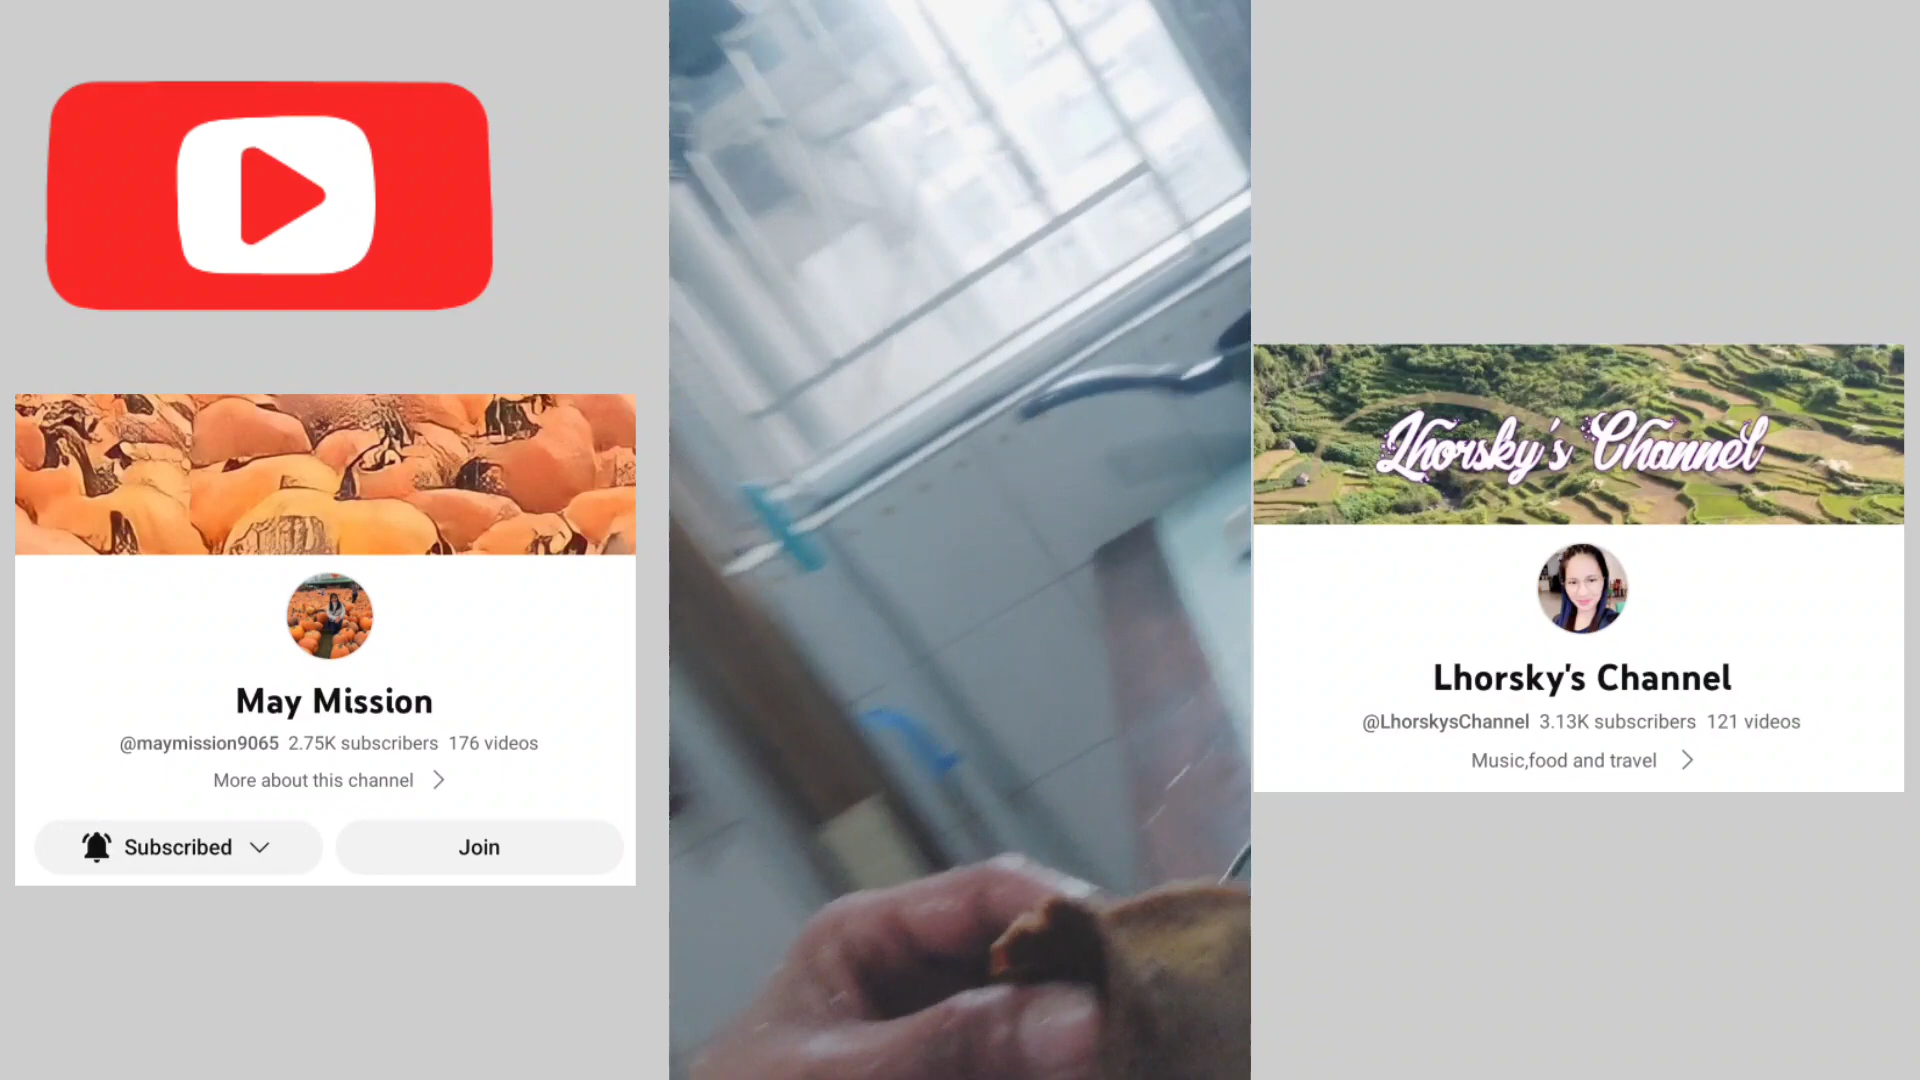 May Mission
@maymission9065 2.75K subscribers 176 videos
More about this channel
Subscribed
Join
Lhorsky's Channel
Lhorsky's Channel
@LhorskysChannel 3.13K subscribers 121 videos
Music,food and travel